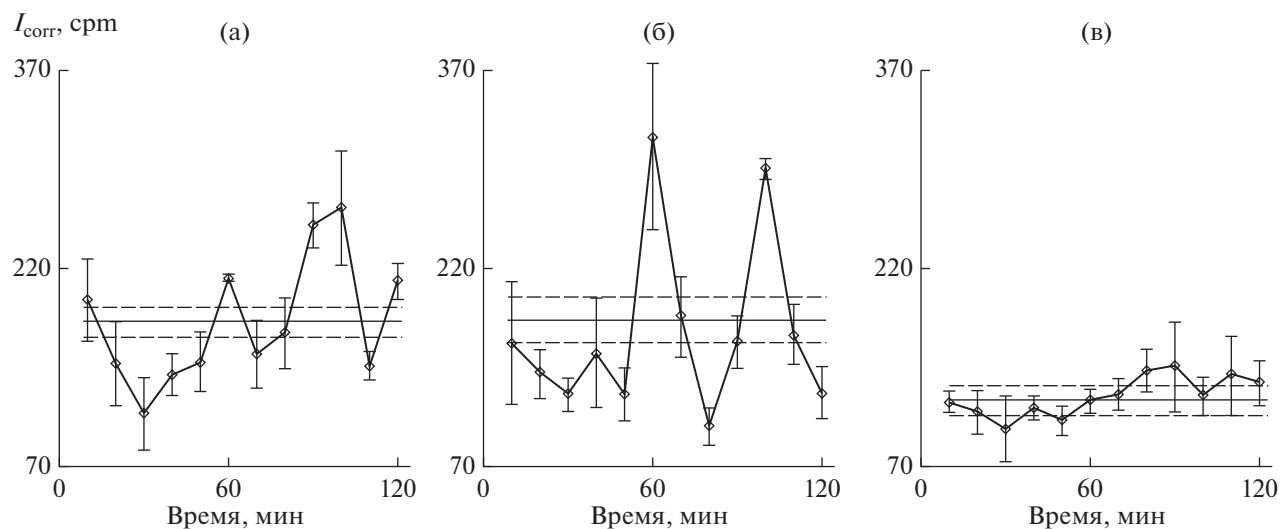 I_corr, cpm
(а) (б) (в)
370 370 370
220 220 220
70 70 70
0 60 120 0 60 120 0 60 120
Время, мин Время, мин Время, мин